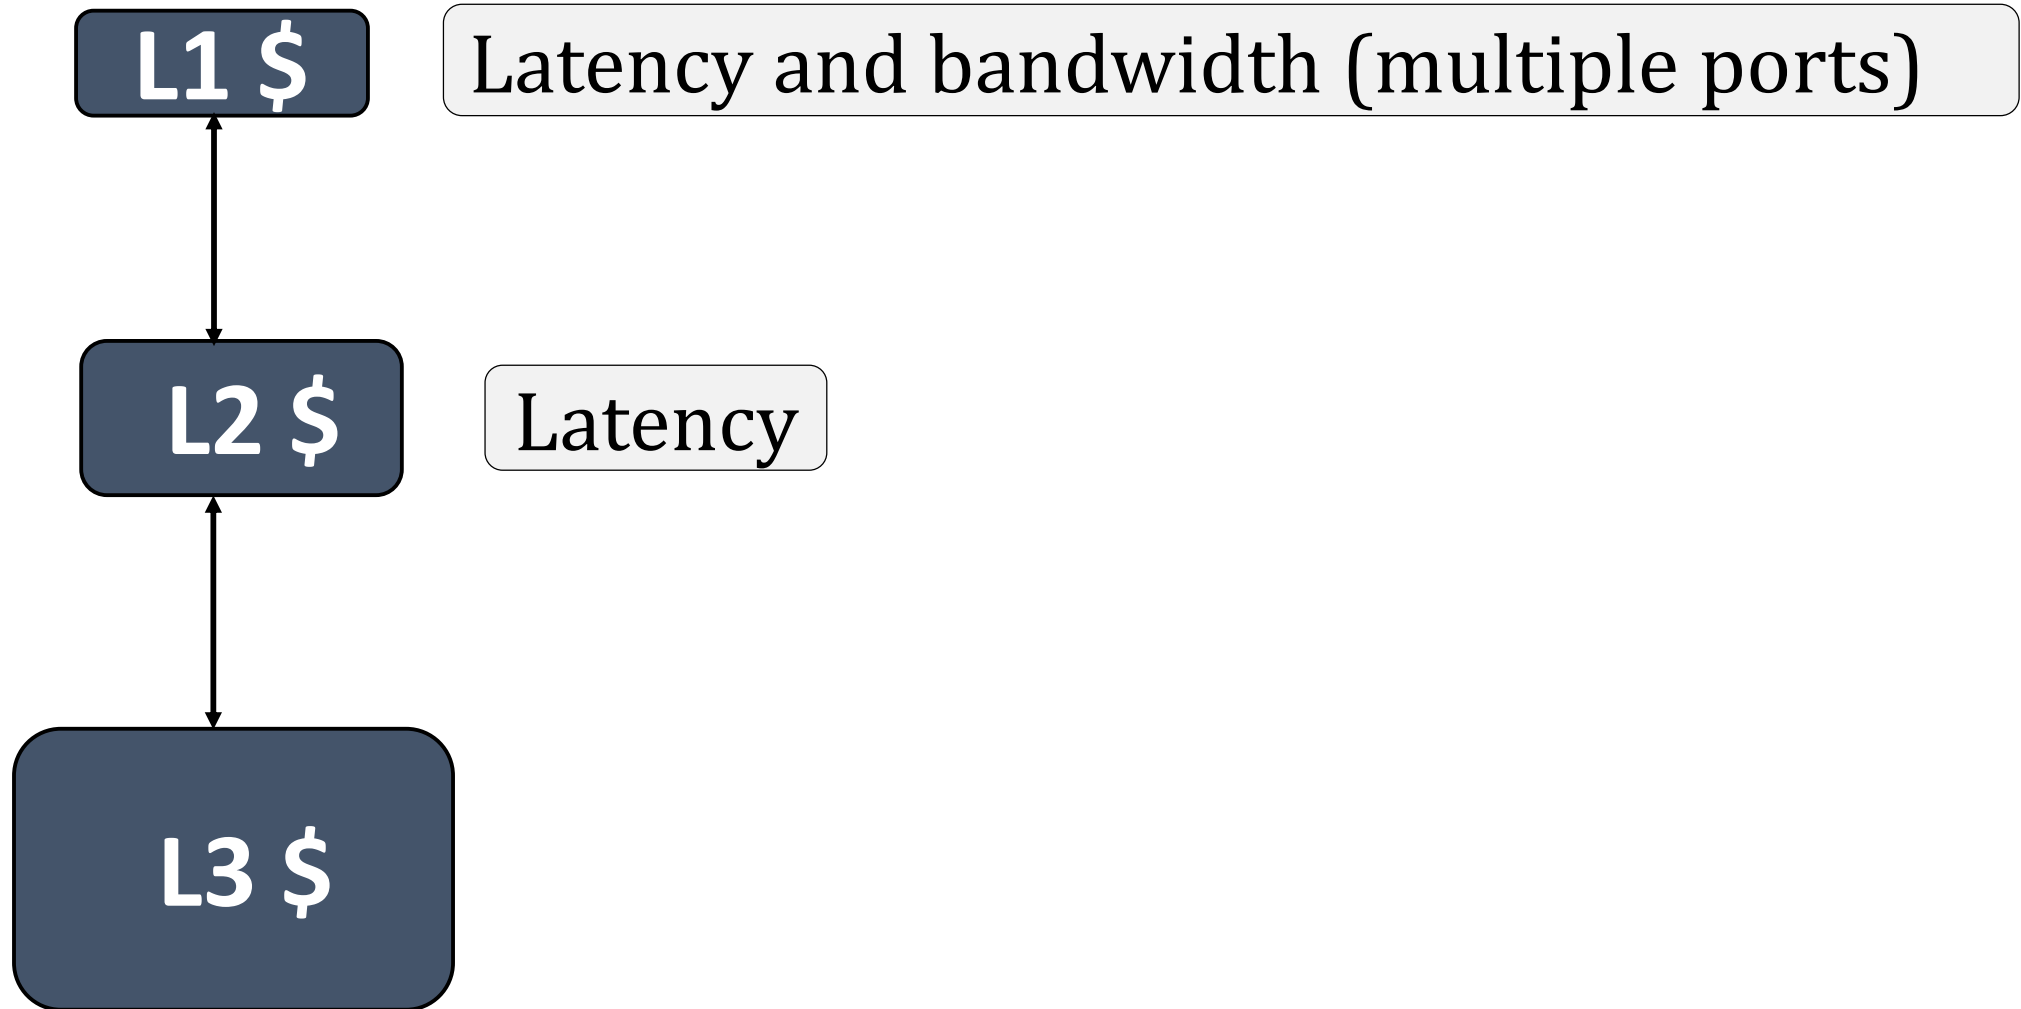 L1 $
Latency and bandwidth (multiple ports)
L2 $
Latency
L3 $